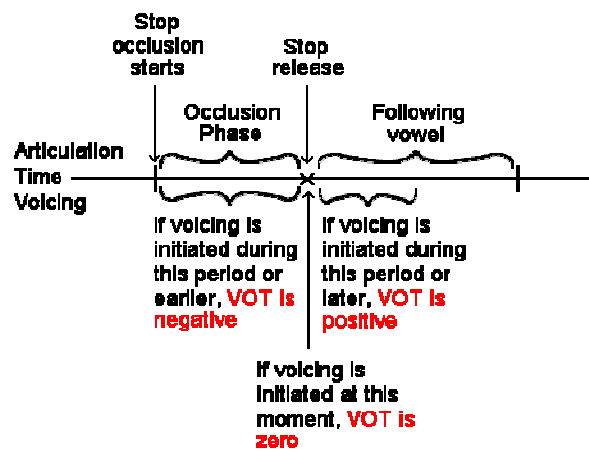 Stop
occlusion
starts
Stop
release
Occlusion
Phase
Following
vowel
Articulation
Time
Voicing
If voicing is
initiated during
this period or
earlier, VOT is
negative
If voicing is
initiated during
this period or
later, VOT is
positive
If voicing is
initiated at this
moment, VOT is
zero